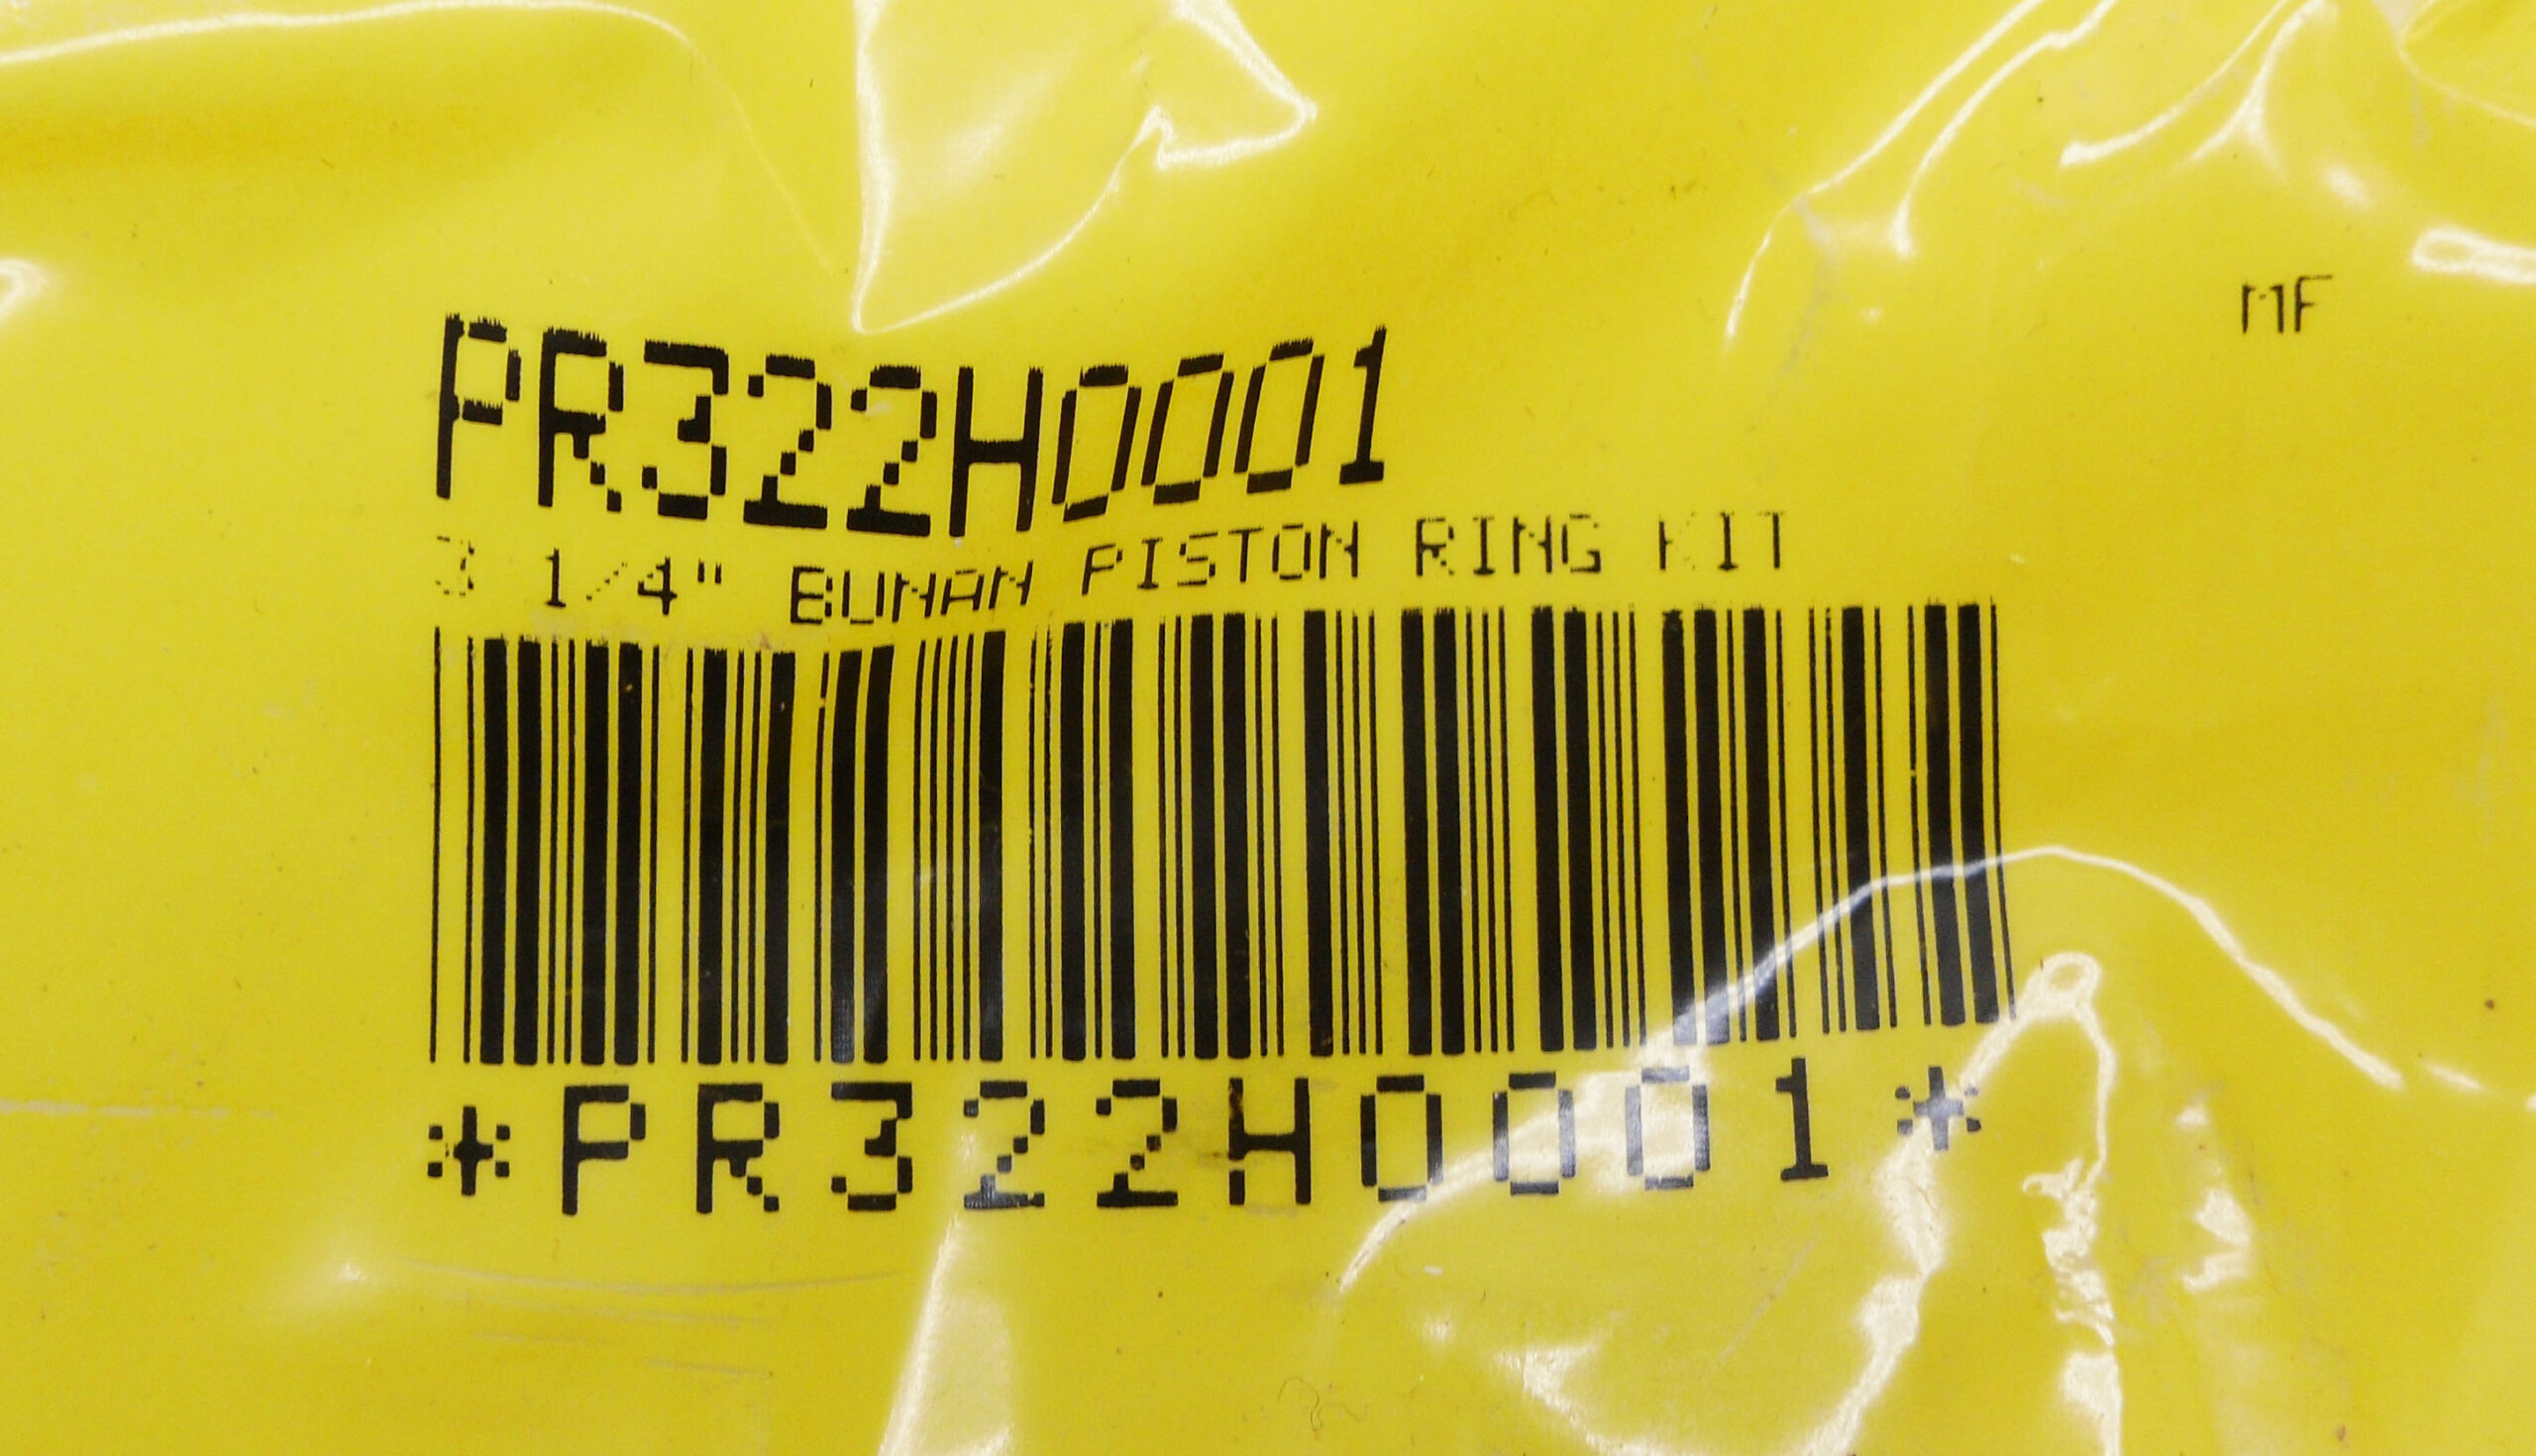 MF
PR322H0001
3 1/4" BUNAN PISTON RING KIT
*PR322H0001*